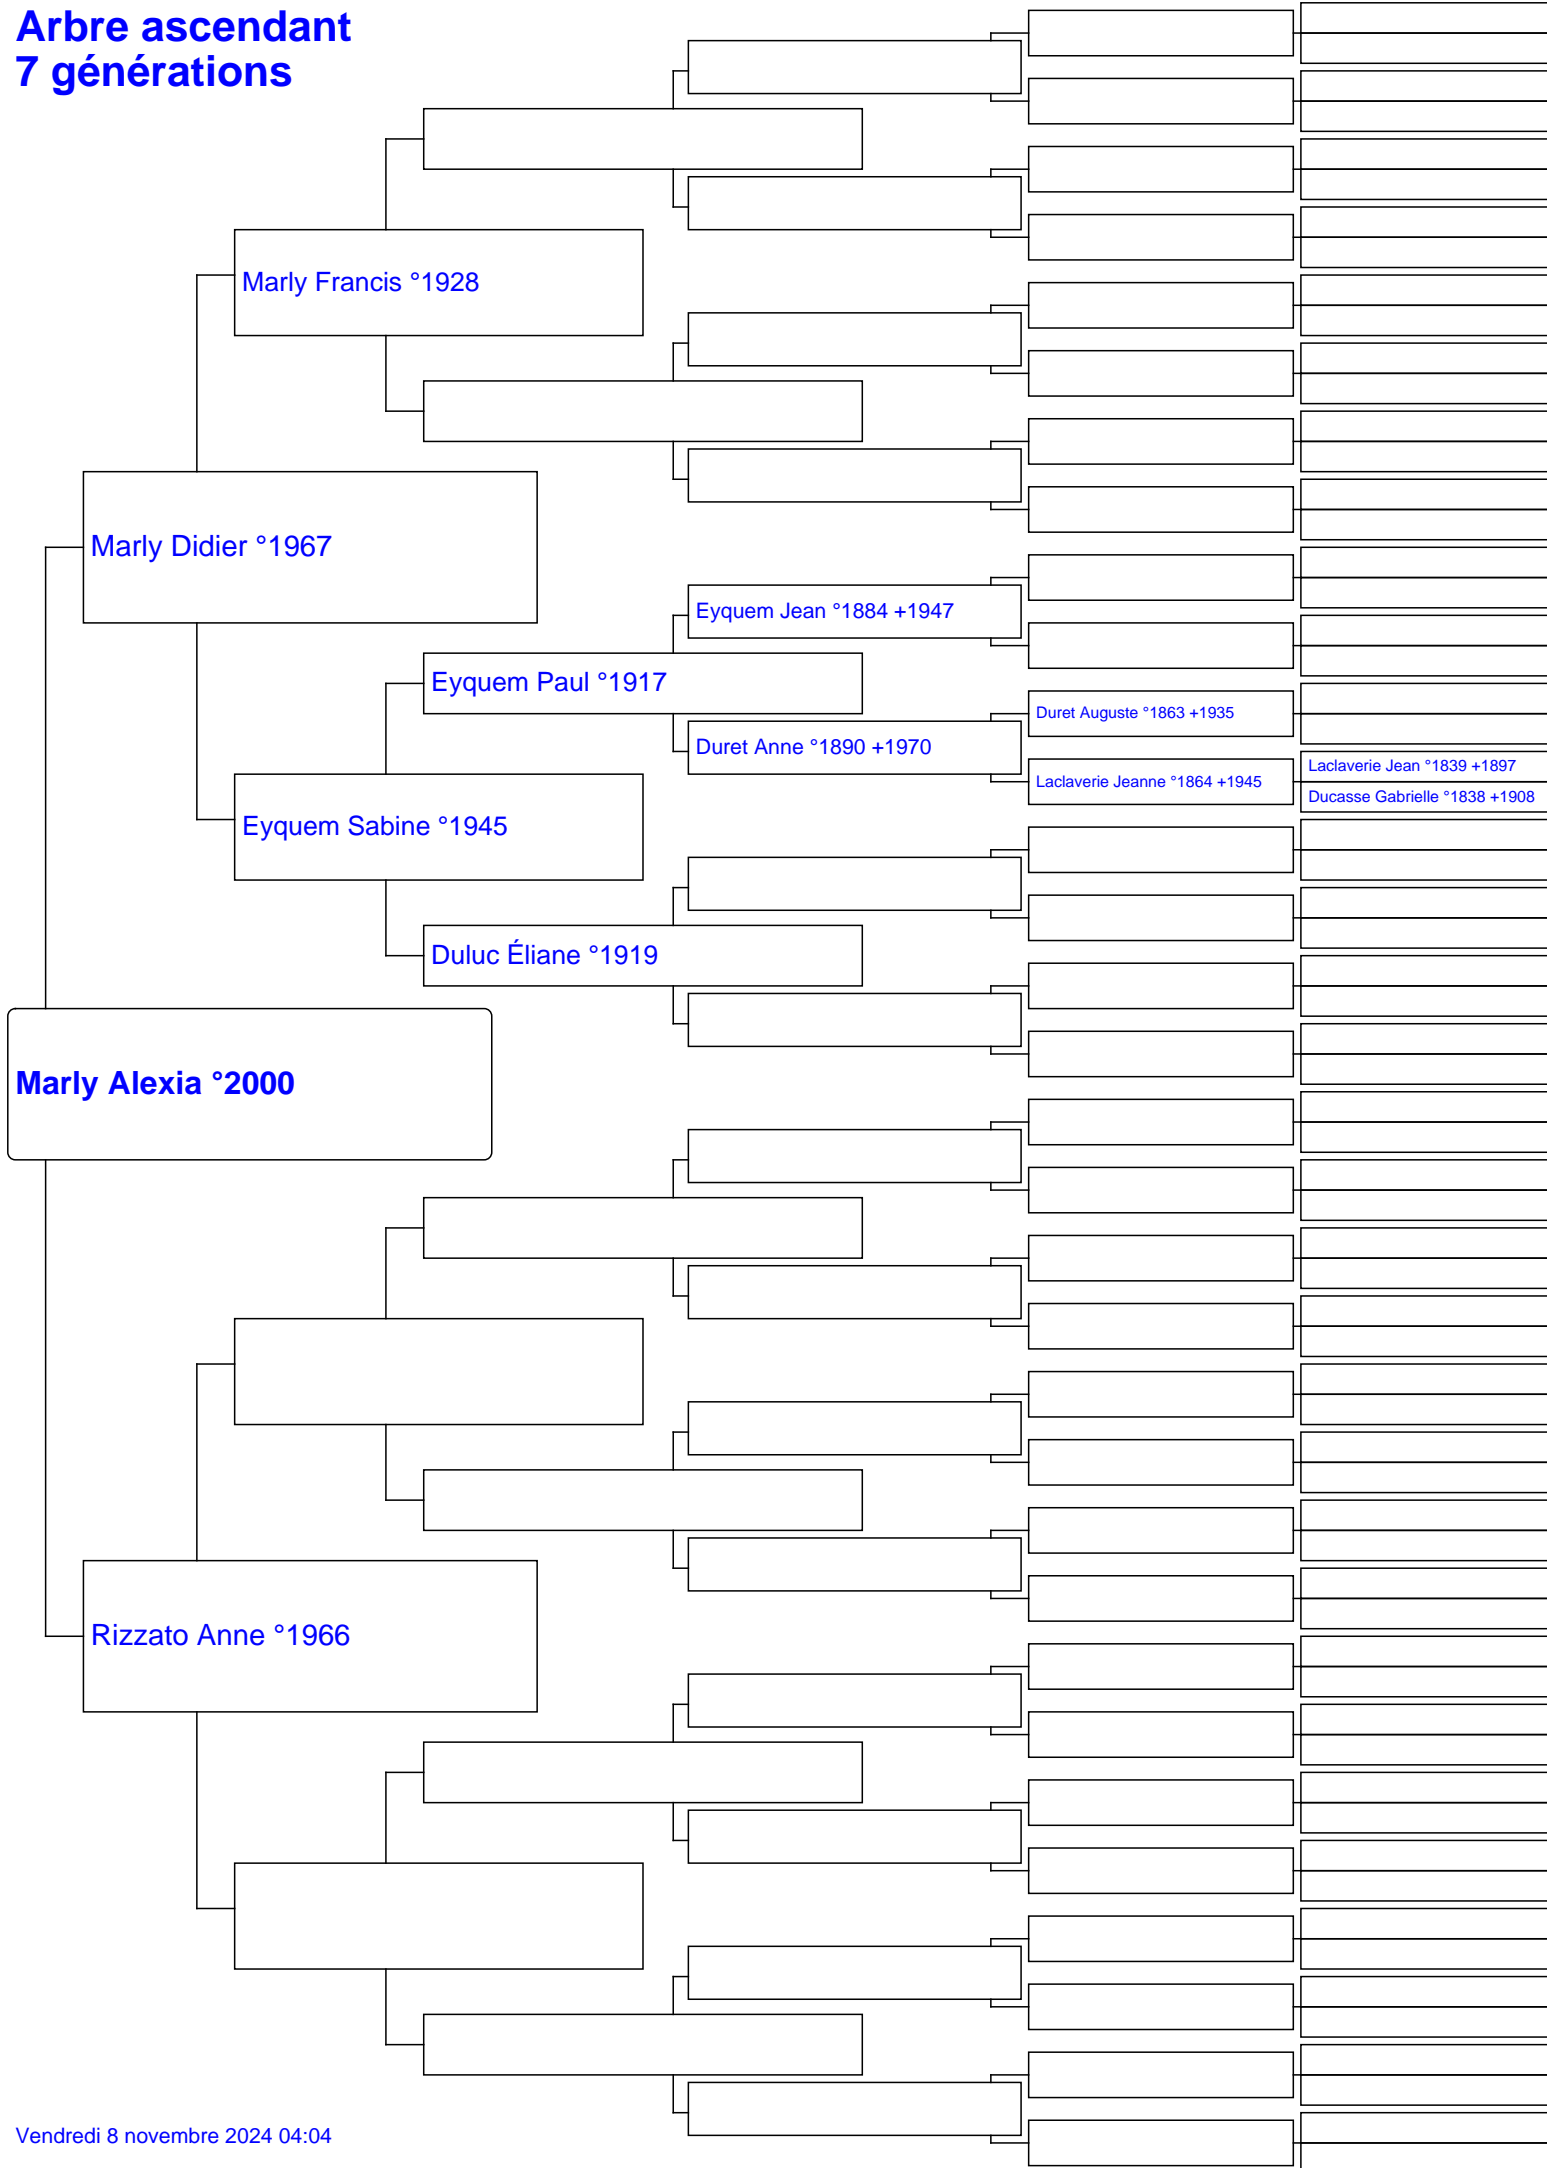 Arbre ascendant
7 générations
Marly Francis °1928
Marly Didier °1967
Eyquem Jean °1884 +1947
Eyquem Paul °1917
Duret Auguste °1863 +1935
Duret Anne °1890 +1970
Laclaverie Jean °1839 +1897
Laclaverie Jeanne °1864 +1945
Ducasse Gabrielle °1838 +1908
Eyquem Sabine °1945
Duluc Éliane °1919
Marly Alexia °2000
Rizzato Anne °1966
Vendredi 8 novembre 2024 04:04